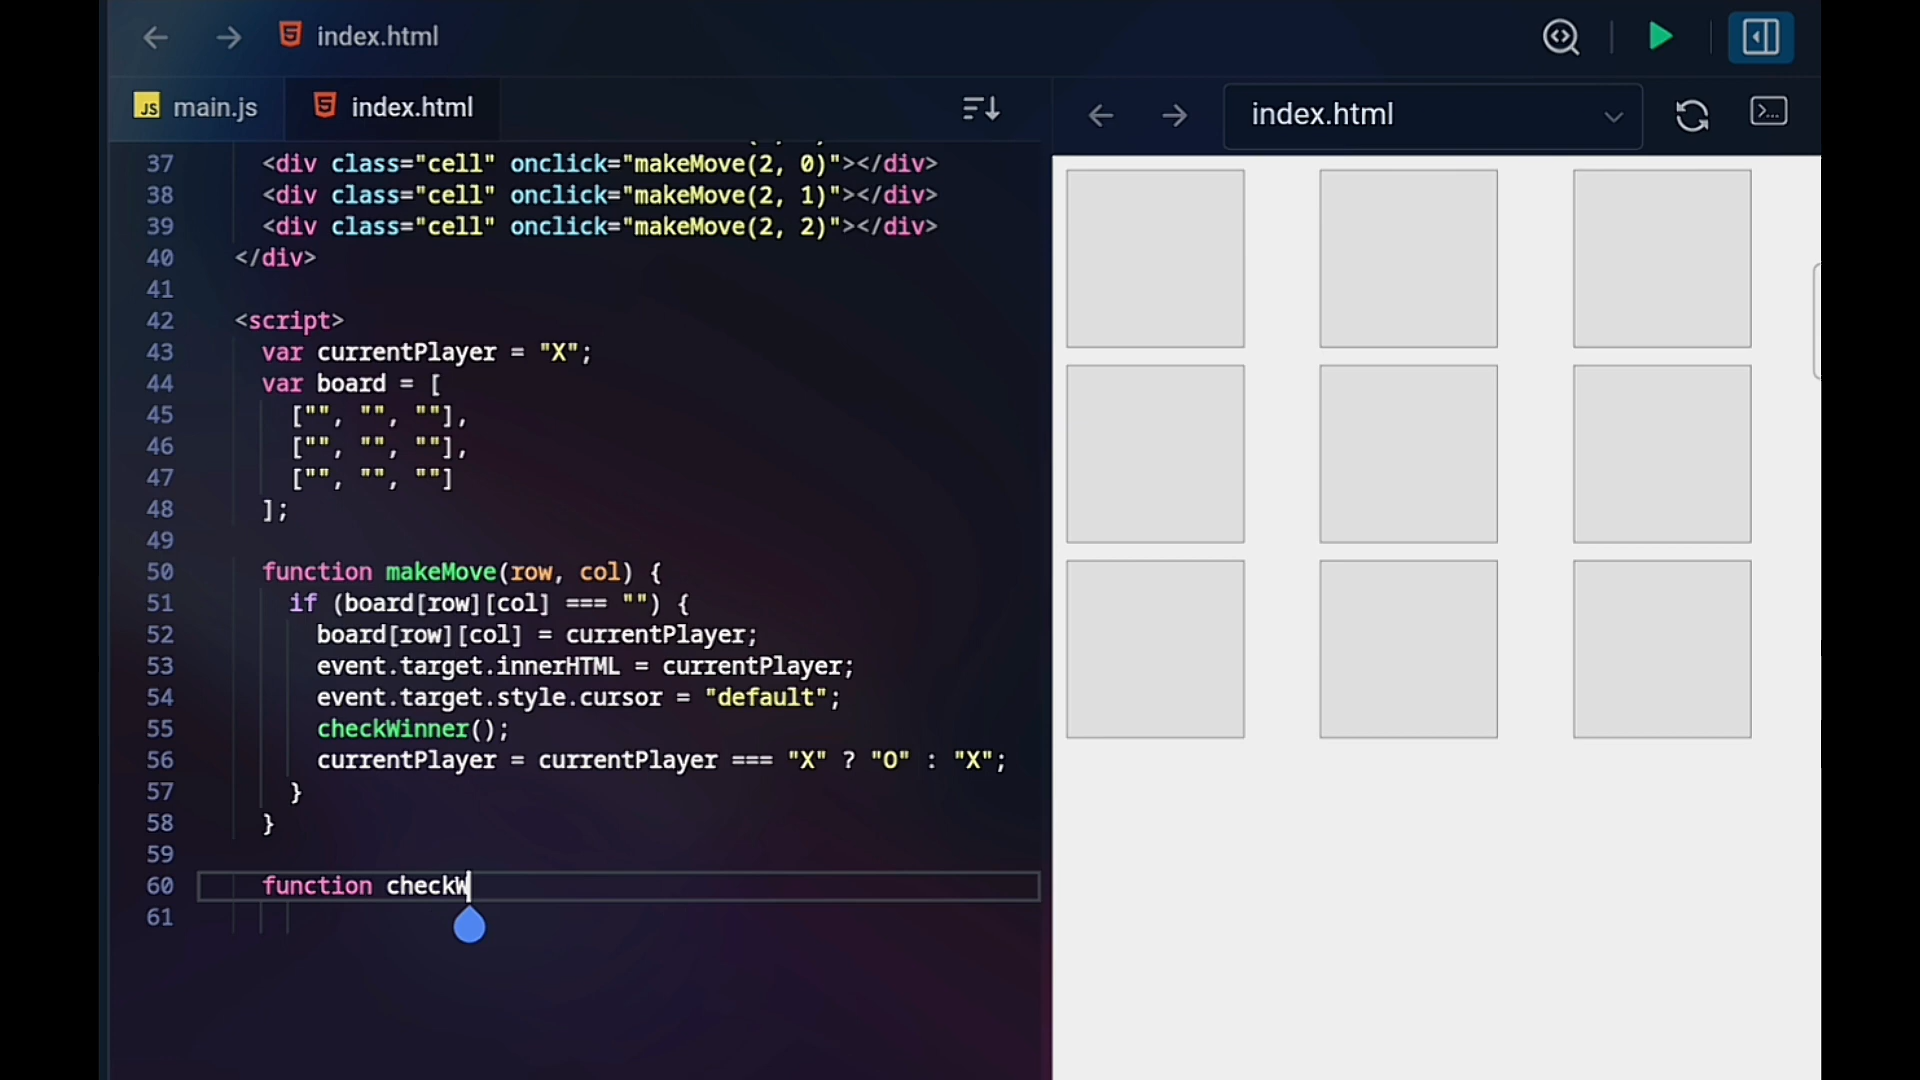 index.html
main.js
index.html
index.html
37 <div class="cell" onclick="makeMove(2, 0)"></div>
38 <div class="cell" onclick="makeMove(2, 1)"></div>
39 <div class="cell" onclick="makeMove(2, 2)"></div>
40 </div>
41
42 <script>
43 var currentPlayer = "X";
44 var board = [
45 ["", "", ""],
46 ["", "", ""],
47 ["", "", ""]
48 ];
49
50 function makeMove(row, col) {
51 if (board[row][col] === "") {
52 board[row][col] = currentPlayer;
53 event.target.innerHTML = currentPlayer;
54 event.target.style.cursor = "default";
55 checkWinner();
56 currentPlayer = currentPlayer === "X" ? "O" : "X";
57 }
58 }
59
60 function checkW
61